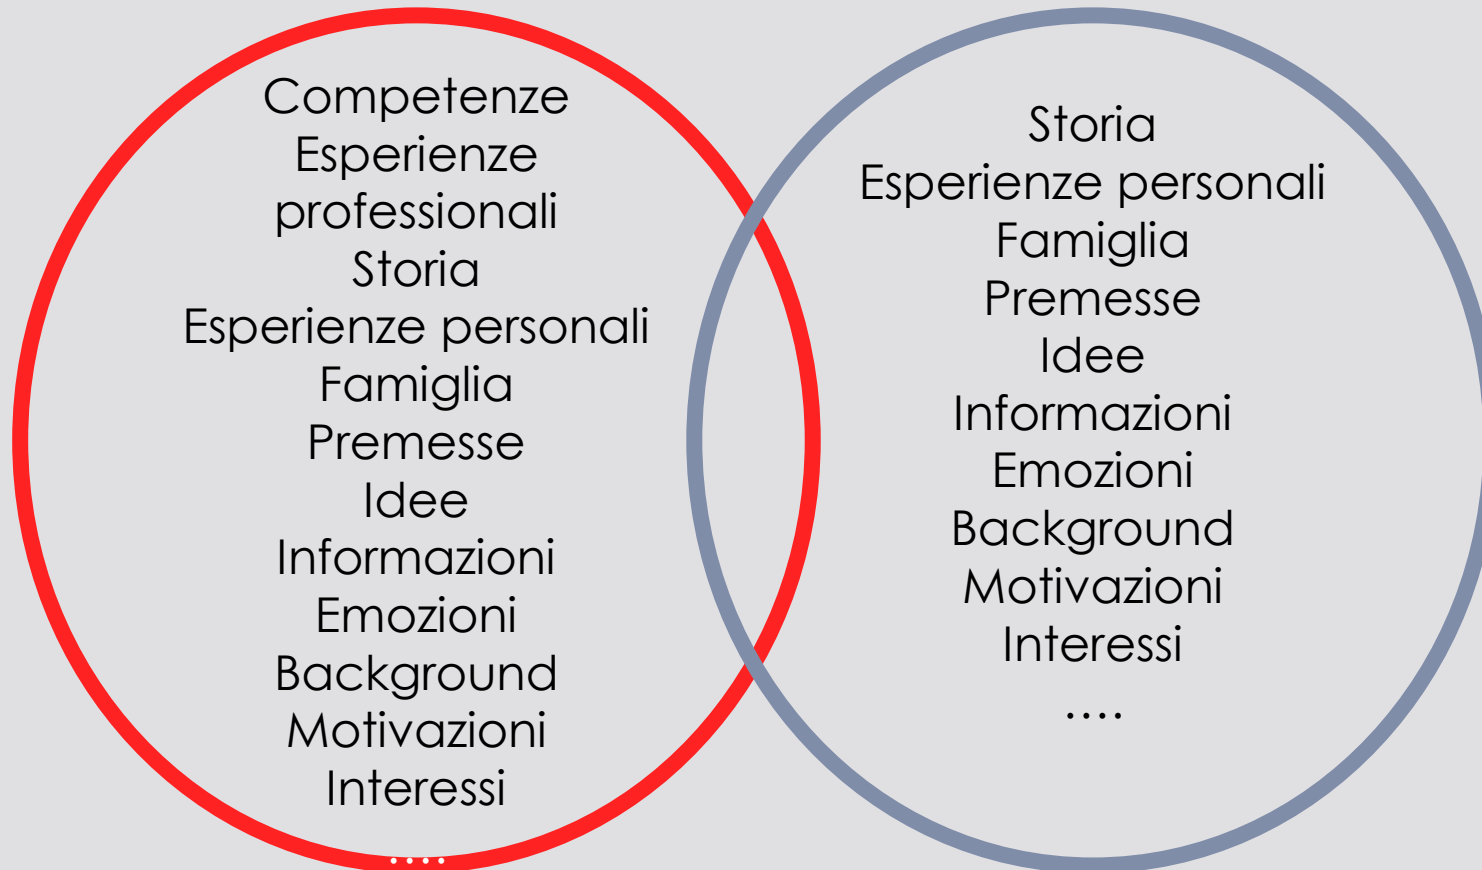 Competenze
Esperienze
professionali
Storia
Esperienze personali
Famiglia
Premesse
Idee
Informazioni
Emozioni
Background
Motivazioni
Interessi
....
Storia
Esperienze personali
Famiglia
Premesse
Idee
Informazioni
Emozioni
Background
Motivazioni
Interessi
....